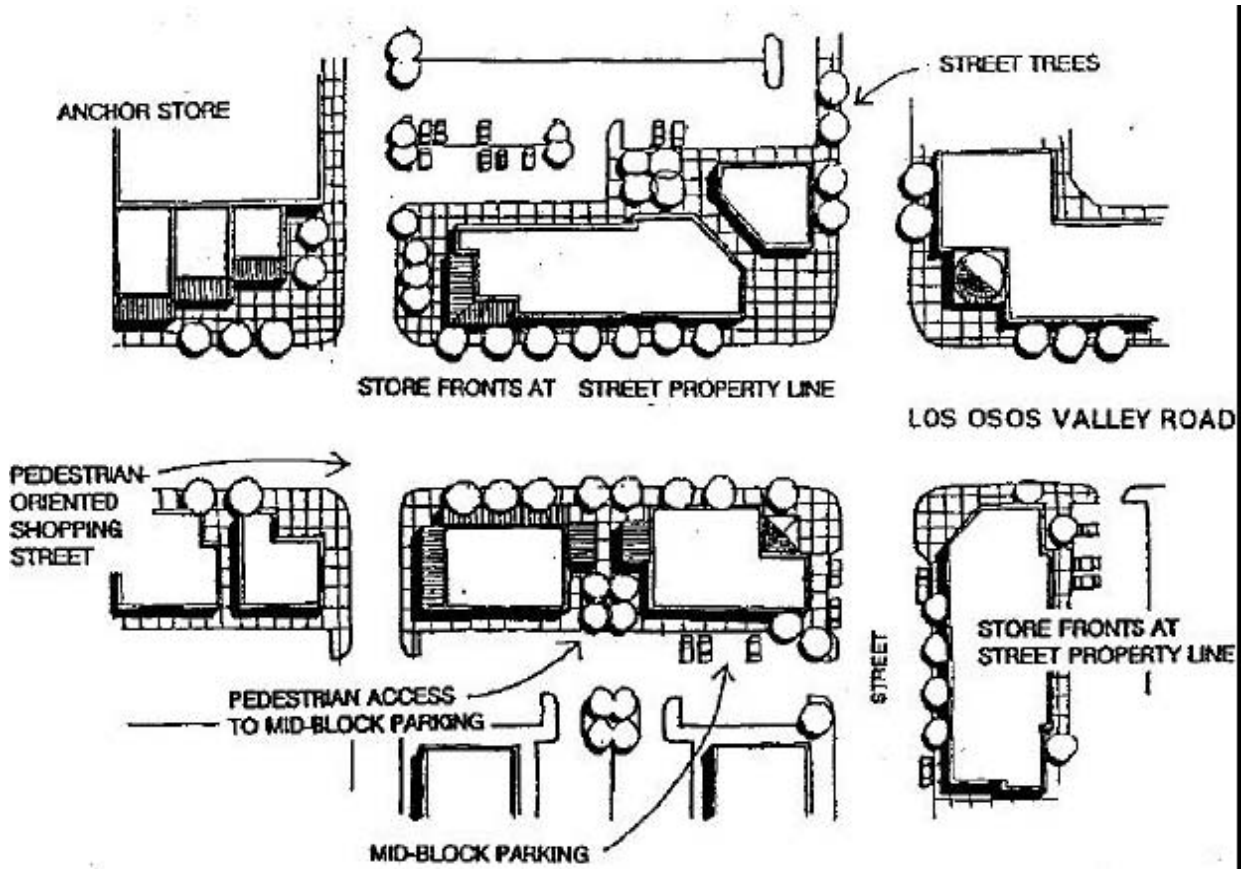 STREET TREES
ANCHOR STORE
STORE FRONTS AT STREET PROPERTY LINE
LOS OSOS VALLEY ROAD
PEDESTRIAN-
ORIENTED
SHOPPING
STREET
STORE FRONTS AT
STREET PROPERTY LINE
STREET
PEDESTRIAN ACCESS
TO MID-BLOCK PARKING
MID-BLOCK PARKING